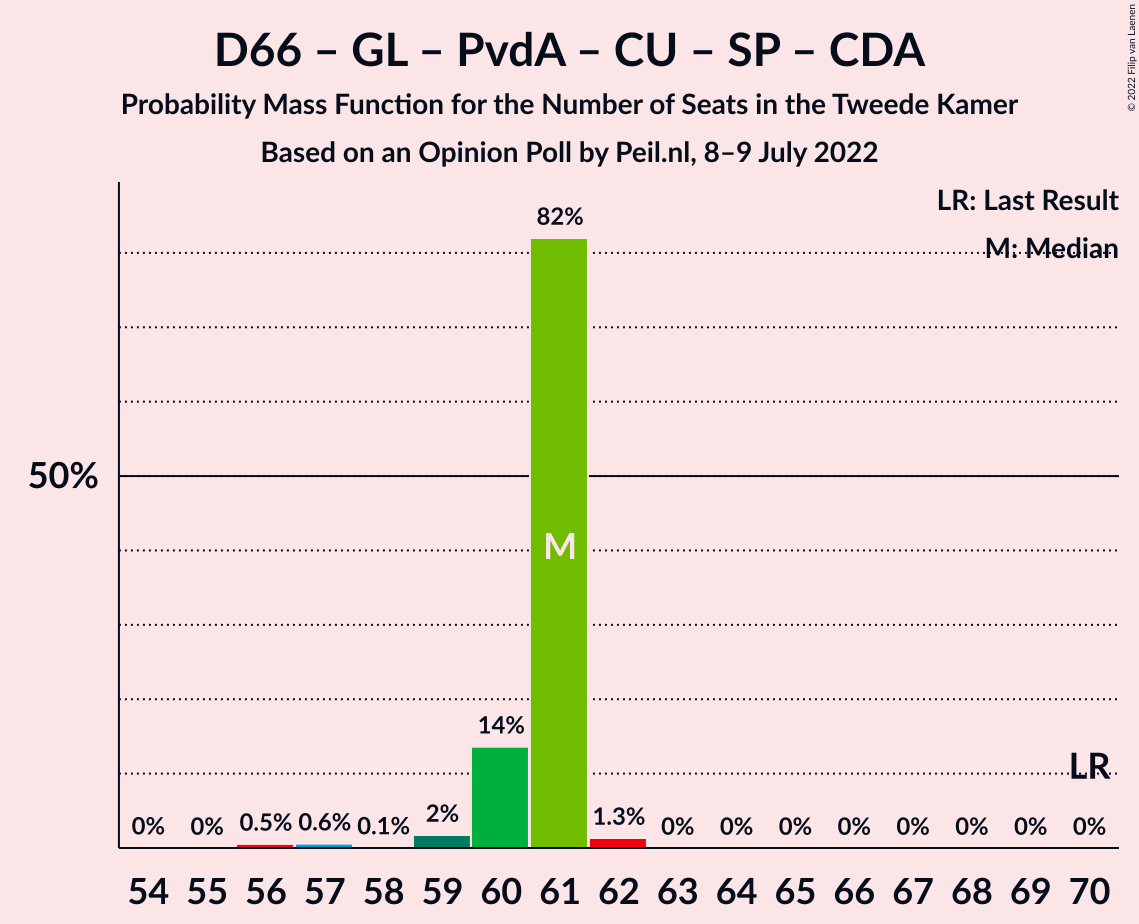 D66 – GL – PvdA – CU – SP – CDA
Probability Mass Function for the Number of Seats in the Tweede Kamer
Based on an Opinion Poll by Peil.nl, 8–9 July 2022
© 2022 Filip van Laenen
LR: Last Result
M: Median
82%
50%
M
14%
LR
0% 0% 0.5% 0.6% 0.1% 2% 1.3% 0% 0% 0% 0% 0% 0% 0% 0%
54 55 56 57 58 59 60 61 62 63 64 65 66 67 68 69 70